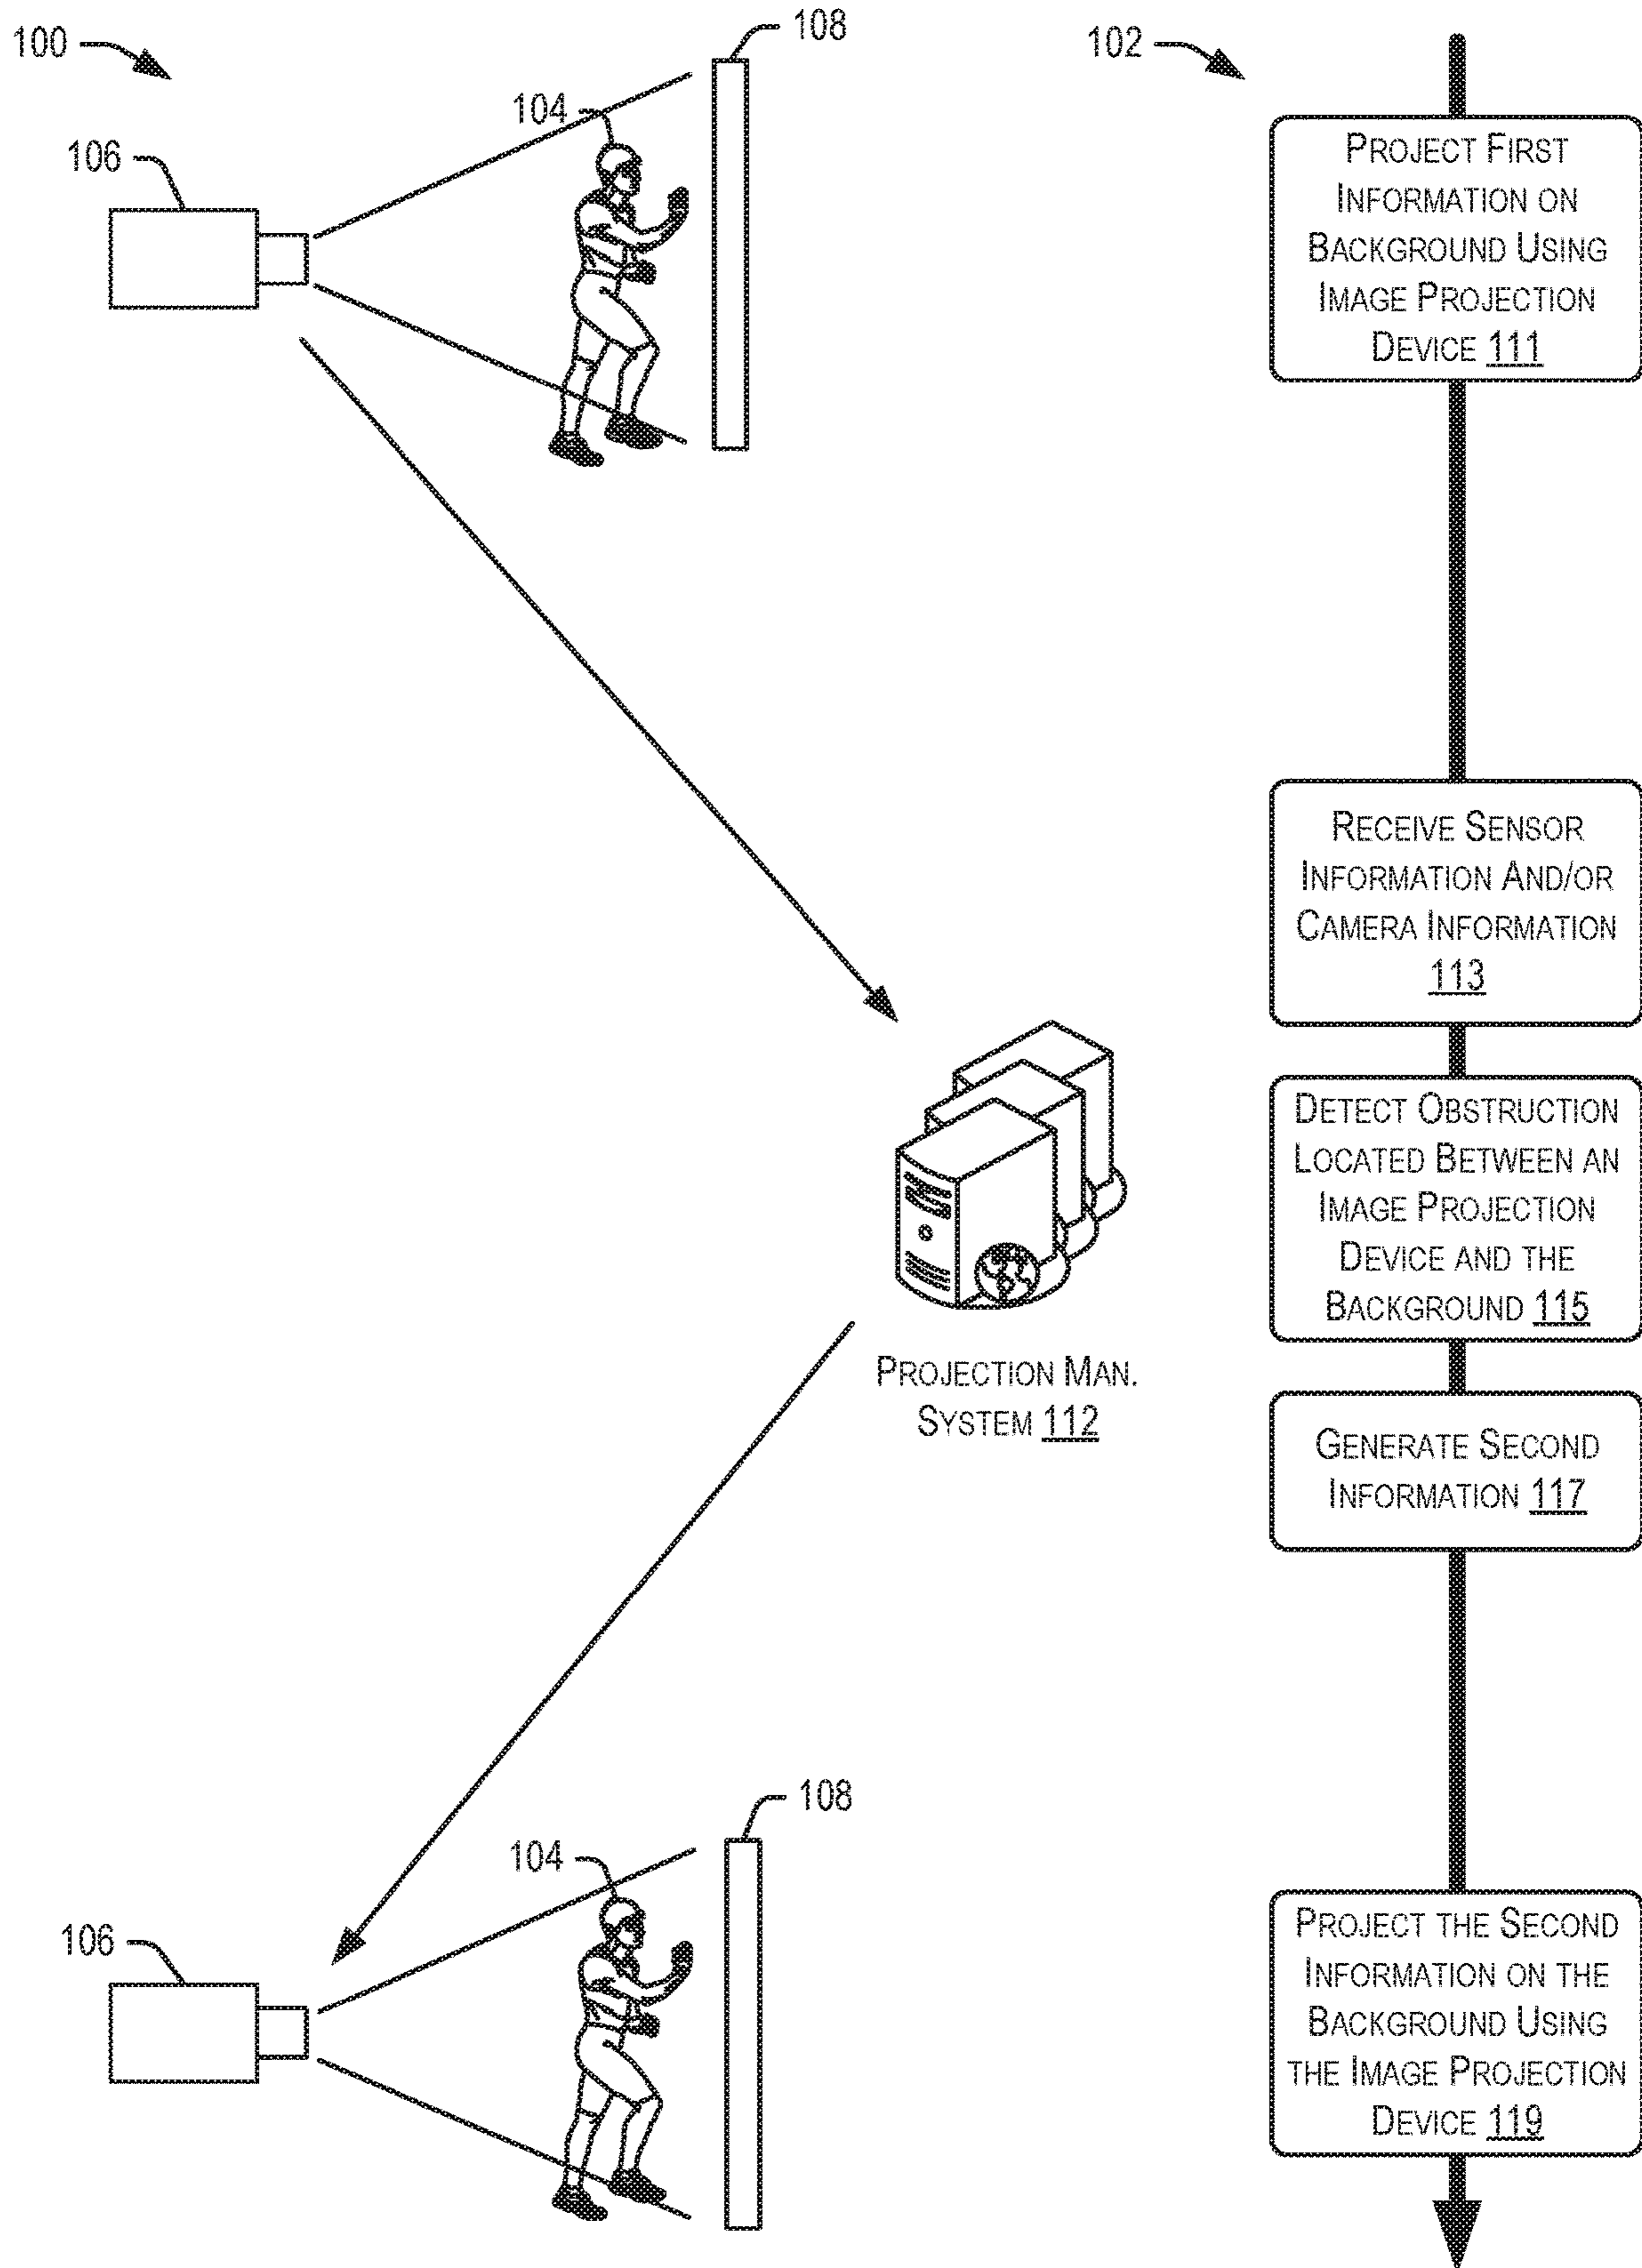 100
106
104
108
102
PROJECT FIRST
INFORMATION ON
BACKGROUND USING
IMAGE PROJECTION
DEVICE 111
RECEIVE SENSOR
INFORMATION AND/OR
CAMERA INFORMATION
113
DETECT OBSTRUCTION
LOCATED BETWEEN AN
IMAGE PROJECTION
DEVICE AND THE
BACKGROUND 115
PROJECTION MAN.
SYSTEM 112
GENERATE SECOND
INFORMATION 117
106
104
108
PROJECT THE SECOND
INFORMATION ON THE
BACKGROUND USING
THE IMAGE PROJECTION
DEVICE 119